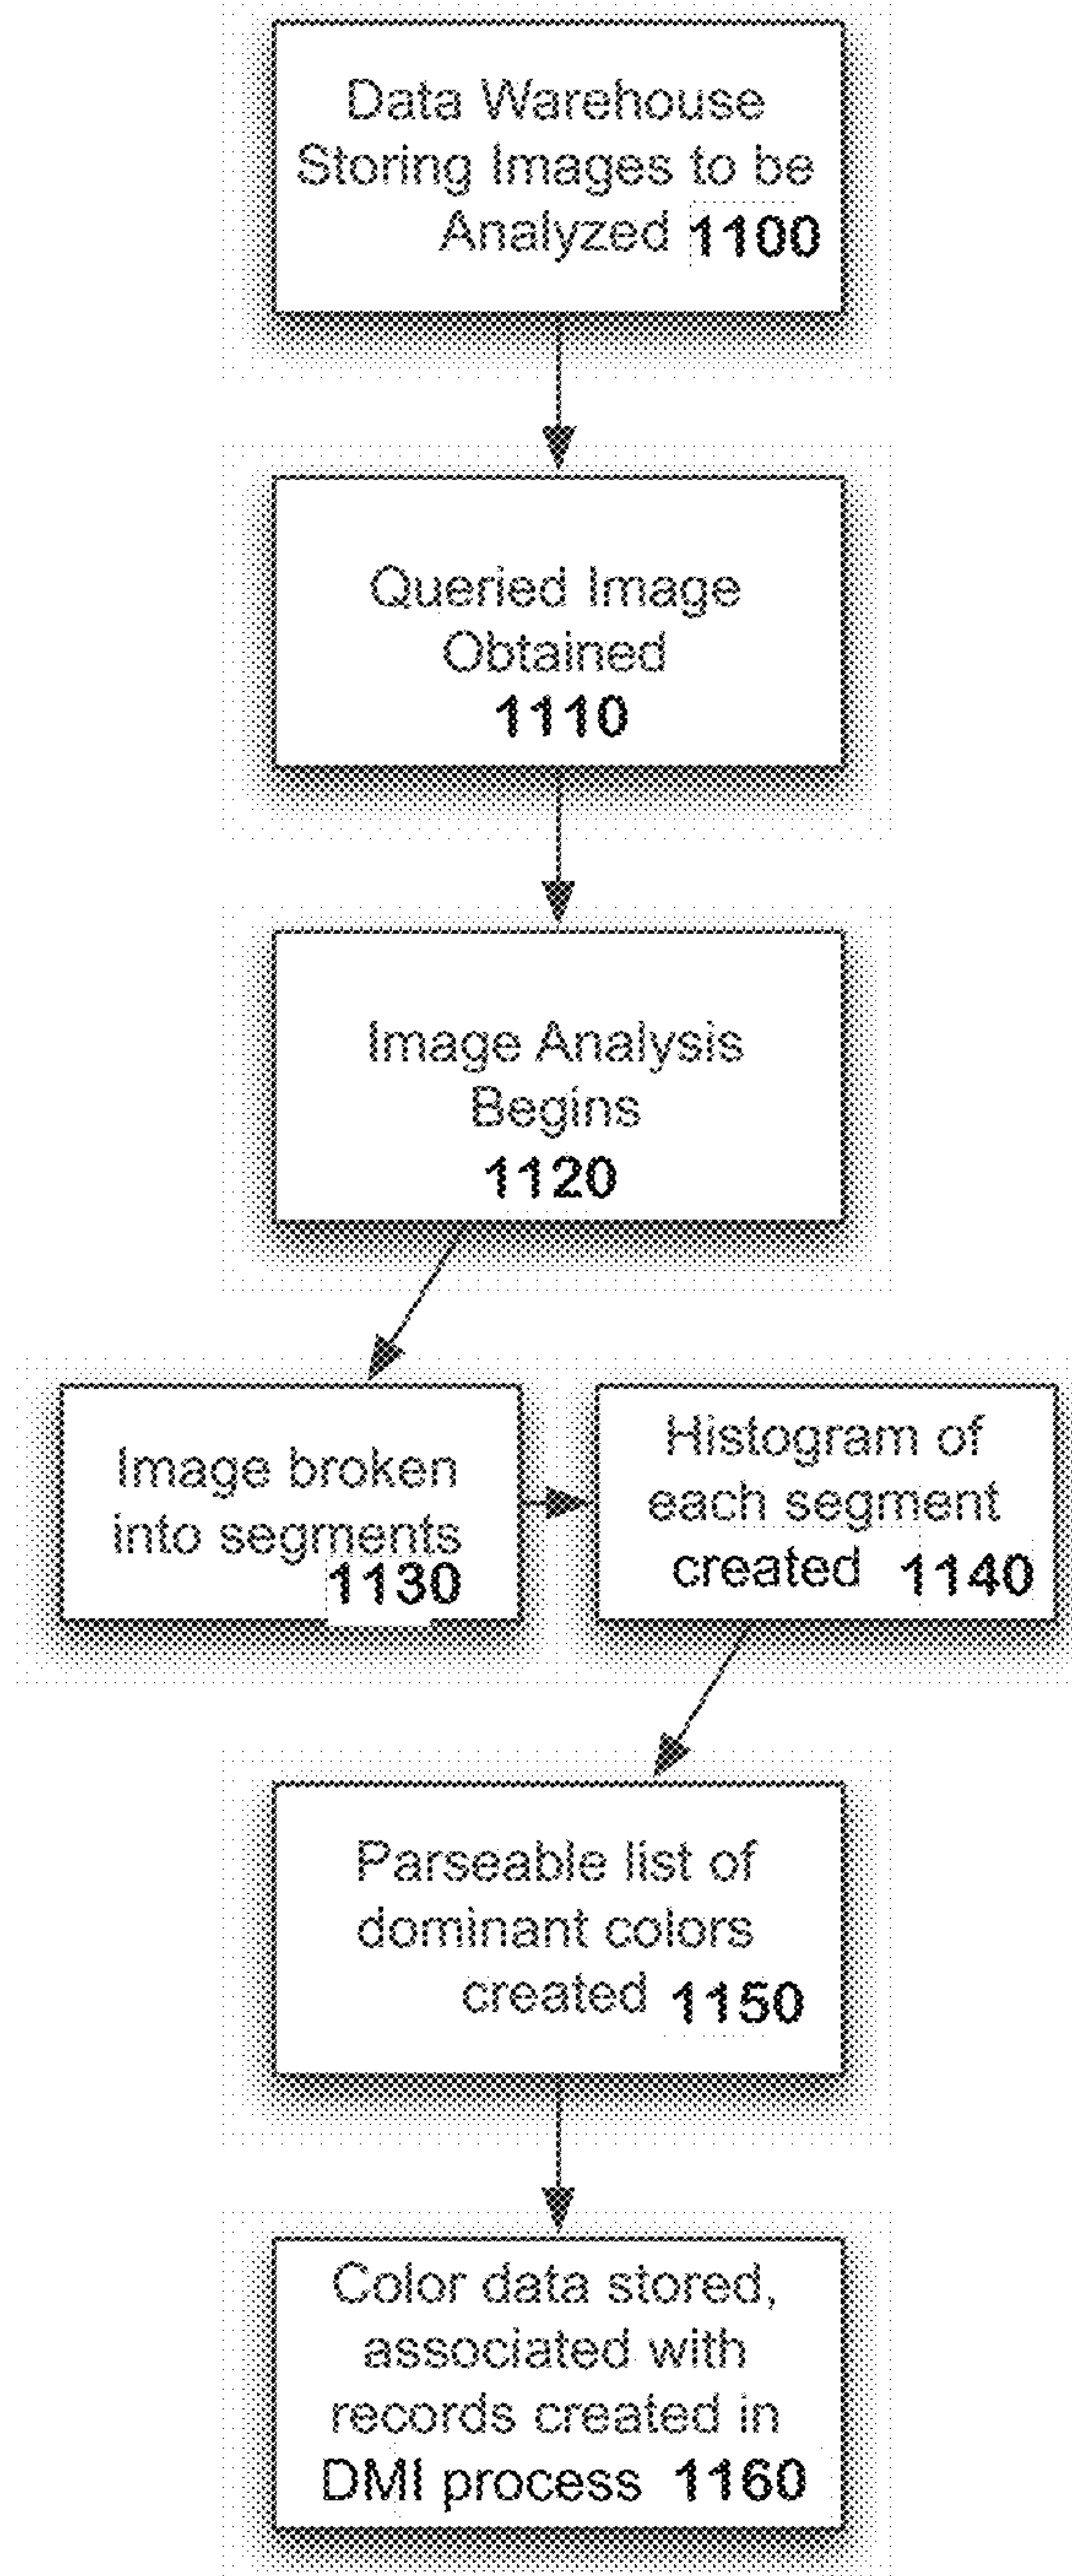 Data Warehouse
Storing Images to be
Analyzed 1100
Queried Image
Obtained
1110
Image Analysis
Begins
1120
Image broken
into segments
1130
Histogram of
each segment
created 1140
Parseable list of
dominant colors
created 1150
Color data stored,
associated with
records created in
DMI process 1160